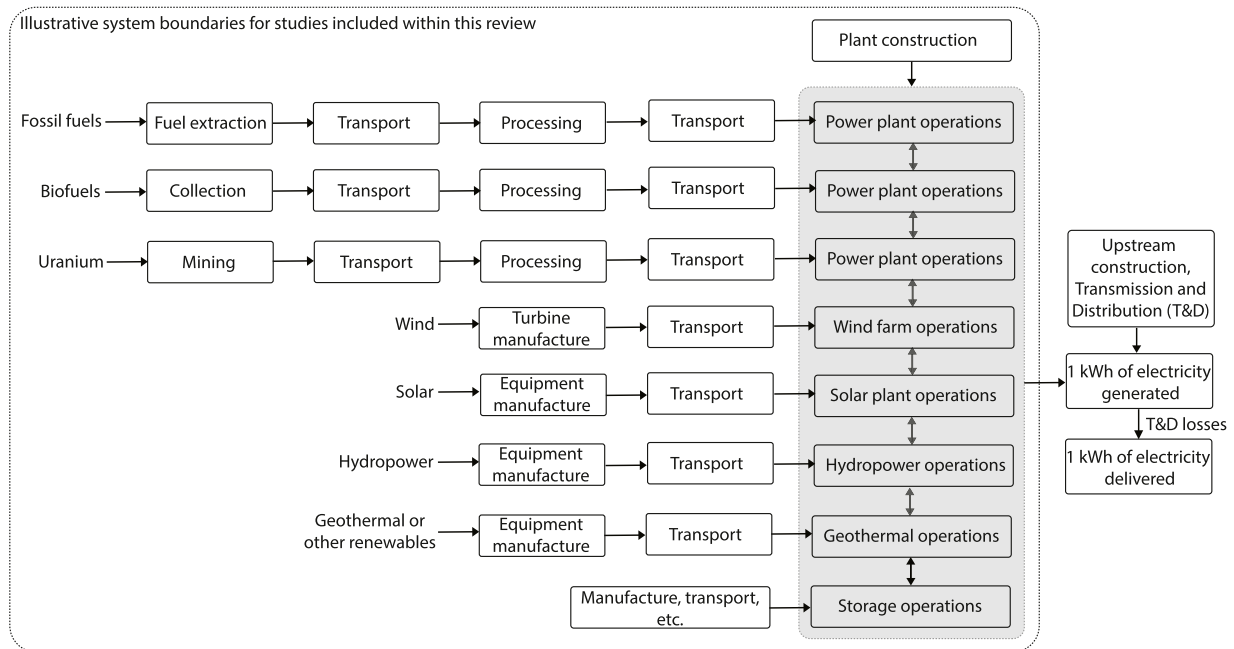 Illustrative system boundaries for studies included within this review
Plant construction
Fossil fuels
Fuel extraction
Transport
Processing
Transport
Power plant operations
Biofuels
Collection
Transport
Processing
Transport
Power plant operations
Uranium
Mining
Transport
Processing
Transport
Power plant operations
Wind
Turbine
manufacture
Transport
Wind farm operations
Solar
Equipment
manufacture
Transport
Solar plant operations
Hydropower
Equipment
manufacture
Transport
Hydropower operations
Geothermal or
other renewables
Equipment
manufacture
Transport
Geothermal operations
Manufacture, transport,
etc.
Storage operations
Upstream
construction,
Transmission and
Distribution (T&D)
1 kWh of electricity
generated
T&D losses
1 kWh of electricity
delivered